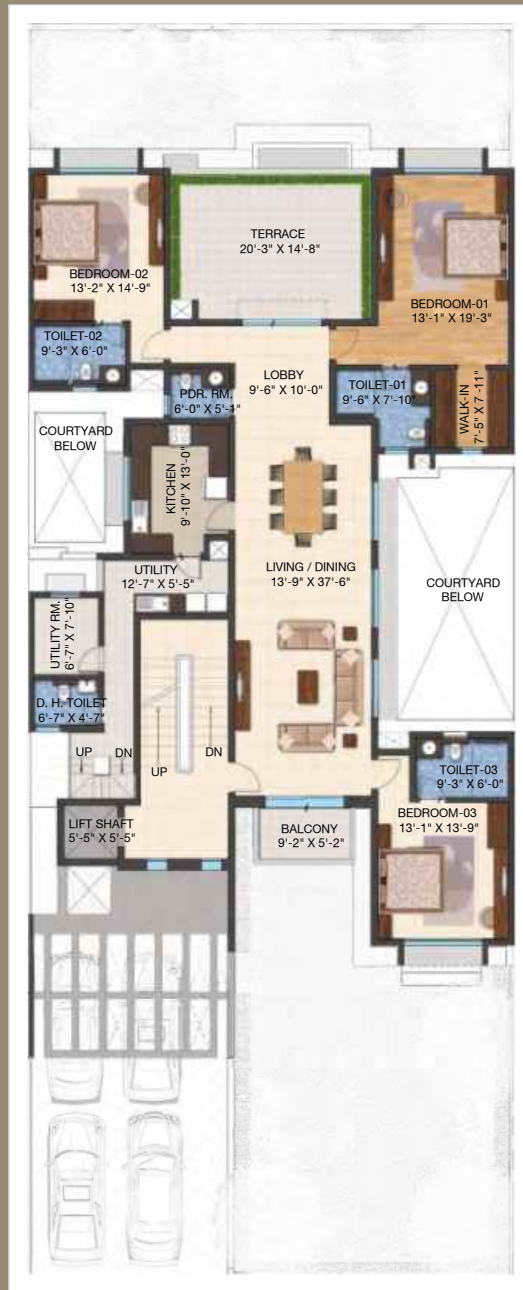 TERRACE
20'-3" X 14'-8"
BEDROOM-02
13'-2" X 14'-9"
BEDROOM-01
13'-1" X 19'-3"
TOILET-02
9'-3" X 6'-0"
LOBBY
9'-6" X 10'-0"
PDR. RM.
6'-0" X 5'-1"
TOILET-01
9'-6" X 7'-10"
WALK-IN
7'-5" X 7 -11"
COURTYARD
BELOW
KITCHEN
9'-10" X 13'-0"
UTILITY
12'-7" X 5'-5"
LIVING / DINING
13'-9" X 37'-6"
COURTYARD
BELOW
UTILITY RM.
6'-7" X 7'-10"
D. H. TOILET
6'-7" X 4'-7"
UP
DN
UP
DN
TOILET-03
9'-3" X 6'-0"
LIFT SHAFT
5'-5" X 5'-5"
BALCONY
9'-2" X 5'-2"
BEDROOM-03
13'-1" X 13'-9"